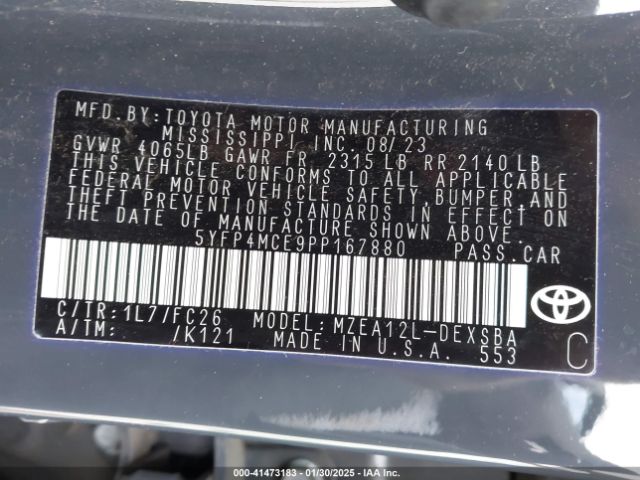 MFD. BY: TOYOTA MOTOR MANUFACTURING
MISSISSIPPI INC. 08/23
GVWR 4065LB GAWR FR 2315 LB RR 2140 LB
THIS VEHICLE CONFORMS TO ALL APPLICABLE
FEDERAL MOTOR VEHICLE SAFETY, BUMPER, AND
THEFT PREVENTION STANDARDS IN EFFECT ON
THE DATE OF MANUFACTURE SHOWN ABOVE.
5YFP4MCE9PP167880 PASS. CAR
C/TR: 1L7/FC26 MODEL: MZEA12L-DEXSBA
A/TM: /K121 MADE IN U.S.A. 553
C
000-41473183 - 01/30/2025 - IAA Inc.